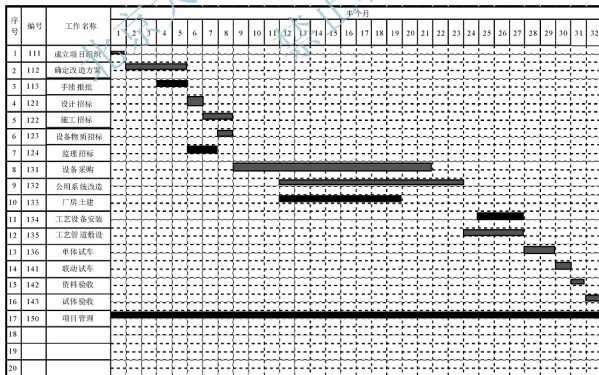 序号 编号 工作名称 半个月
1 2 3 4 5 6 7 8 9 10 11 12 13 14 15 16 17 18 19 20 21 22 23 24 25 26 27 28 29 30 31 32
1 111 成立项目组织
2 112 确定改造方案
3 113 手续报批
4 121 设计招标
5 122 施工招标
6 123 设备物质招标
7 124 监理招标
8 131 设备采购
9 132 公用系统改造
10 133 厂房土建
11 134 工艺设备安装
12 135 工艺管道敷设
13 136 单体试车
14 141 联动试车
15 142 资料验收
16 143 试体验收
17 150 项目管理
18
19
20